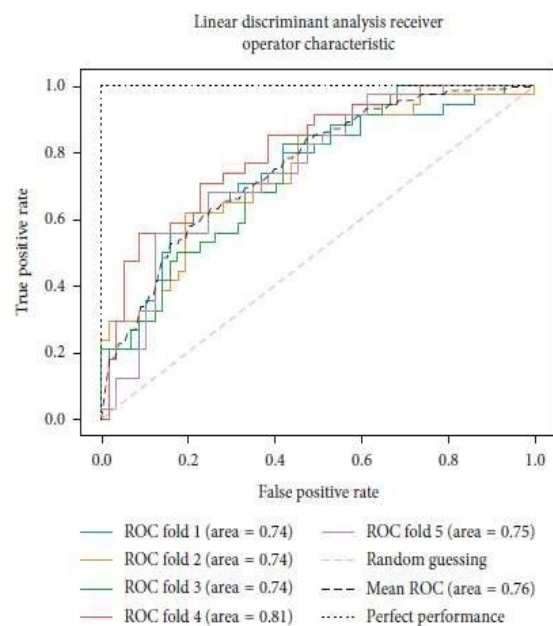 Linear discriminant analysis receiver
operator characteristic
True positive rate
1.0
0.8
0.6
0.4
0.2
0.0
0.0
0.2
0.4
0.6
0.8
1.0
False positive rate
ROC fold 1 (area = 0.74)
ROC fold 2 (area = 0.74)
ROC fold 3 (area = 0.74)
ROC fold 4 (area = 0.81)
ROC fold 5 (area = 0.75)
Random guessing
Mean ROC (area = 0.76)
Perfect performance